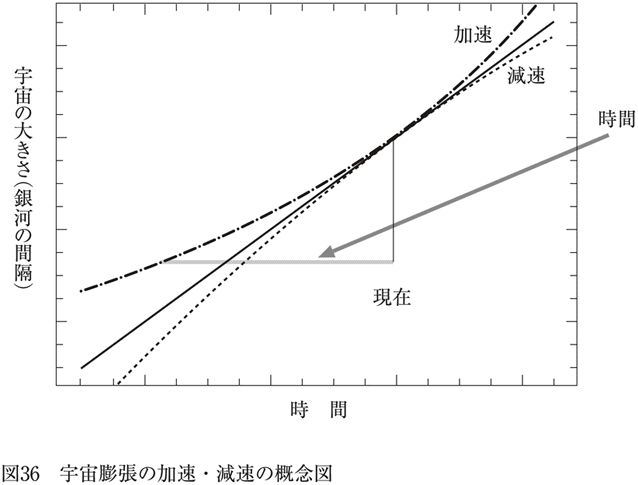 加速
減速
時間
宇宙の大きさ(銀河の間隔)
現在
時　間
図36　宇宙膨張の加速・減速の概念図